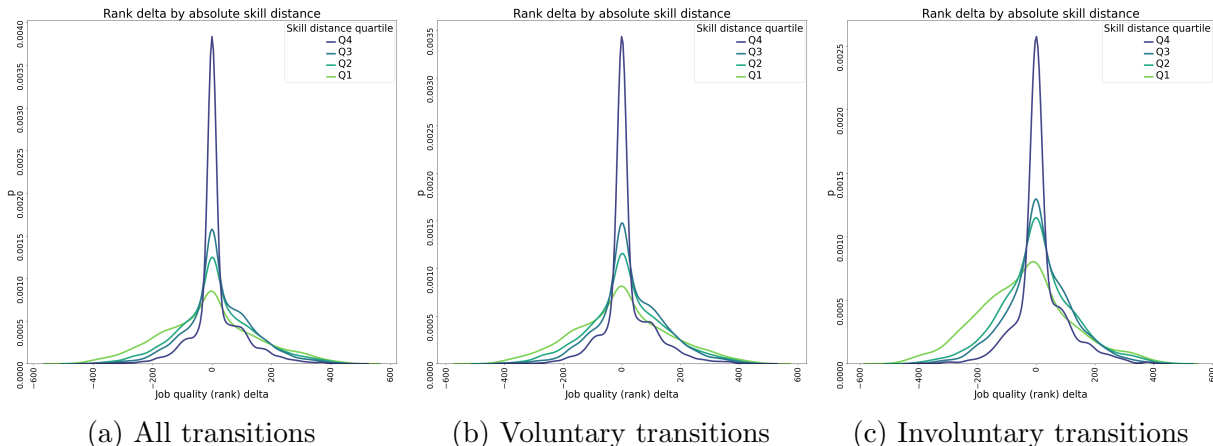 Rank delta by absolute skill distance
Skill distance quartile
Q4
Q3
Q2
Q1
0.0040
0.0035
0.0030
0.0025
0.0020
0.0015
0.0010
0.0005
0.0000
p
−600
−400
−200
0
200
400
600
Job quality (rank) delta
(a) All transitions
Rank delta by absolute skill distance
Skill distance quartile
Q4
Q3
Q2
Q1
0.0035
0.0030
0.0025
0.0020
0.0015
0.0010
0.0005
0.0000
p
−600
−400
−200
0
200
400
600
Job quality (rank) delta
(b) Voluntary transitions
Rank delta by absolute skill distance
Skill distance quartile
Q4
Q3
Q2
Q1
0.0025
0.0020
0.0015
0.0010
0.0005
0.0000
p
−600
−400
−200
0
200
400
600
Job quality (rank) delta
(c) Involuntary transitions